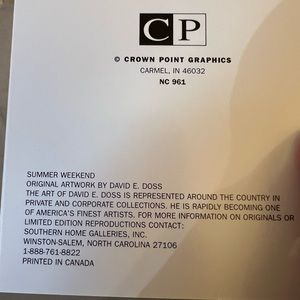 CP
© CROWN POINT GRAPHICS
CARMEL, IN 46032
NC 961
SUMMER WEEKEND
ORIGINAL ARTWORK BY DAVID E. DOSS
THE ART OF DAVID E. DOSS IS REPRESENTED AROUND THE COUNTRY IN
PRIVATE AND CORPORATE COLLECTIONS. HE IS RAPIDLY BECOMING ONE
OF AMERICA'S FINEST ARTISTS. FOR MORE INFORMATION ON ORIGINALS OR
LIMITED EDITION REPRODUCTIONS CONTACT:
SOUTHERN HOME GALLERIES, INC.
WINSTON-SALEM, NORTH CAROLINA 27106
1-888-761-8822
PRINTED IN CANADA